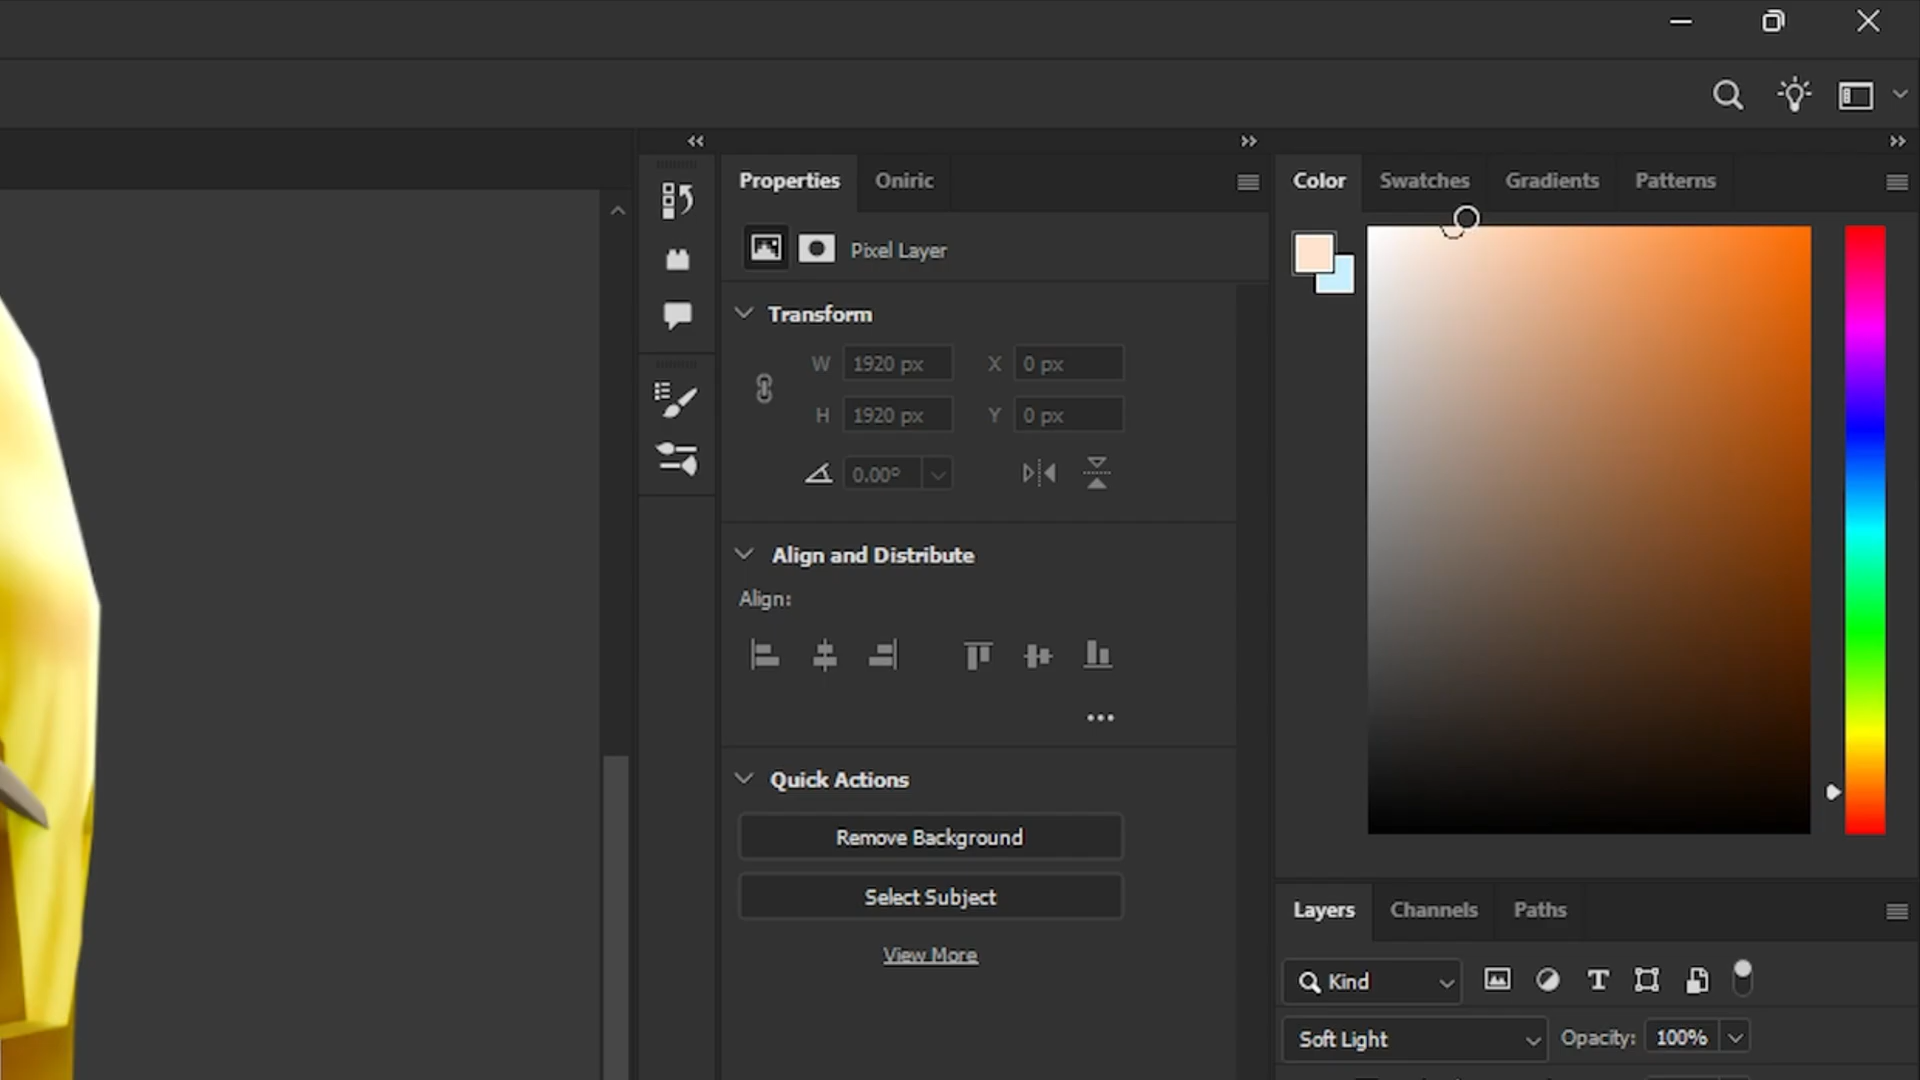 Properties
Oniric
Pixel Layer
Transform
W 1920 px X 0 px
H 1920 px Y 0 px
0.00°
Align and Distribute
Align:
Quick Actions
Remove Background
Select Subject
View More
Color
Swatches
Gradients
Patterns
Layers
Channels
Paths
Kind
T
Soft Light
Opacity: 100%